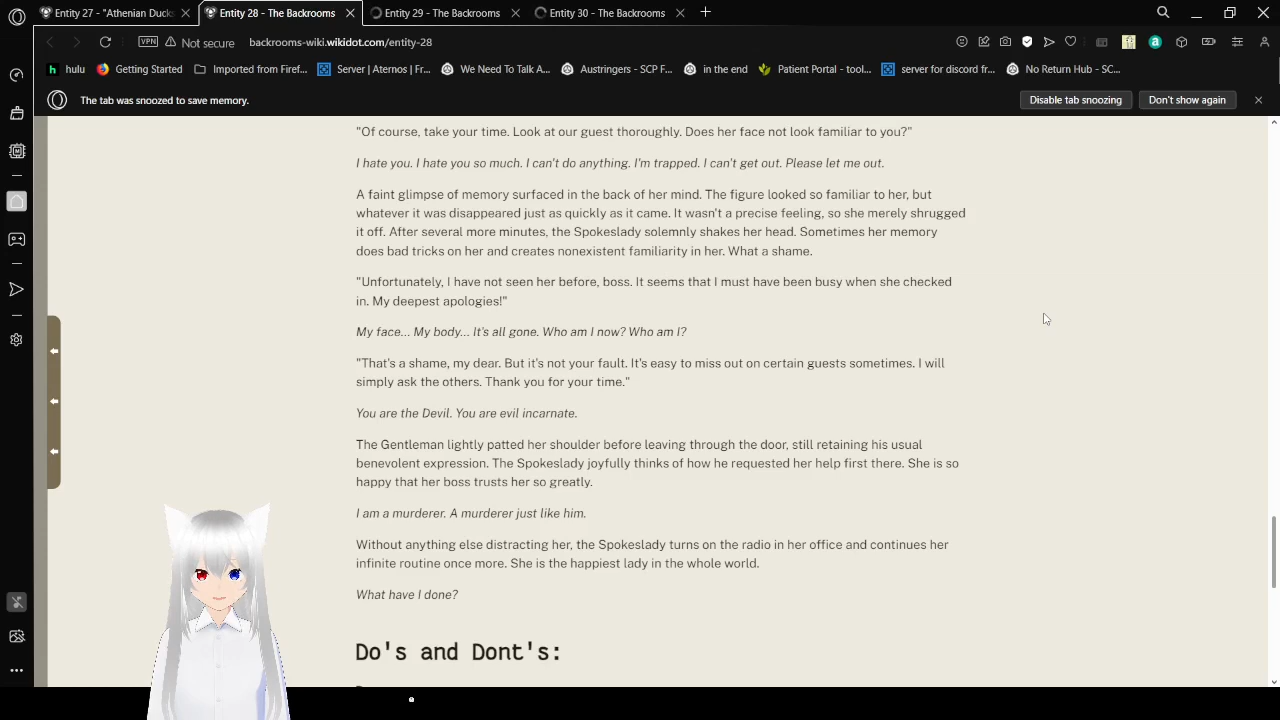 Entity 27 - "Athenian Ducks
Entity 28 - The Backrooms
Entity 29 - The Backrooms
Entity 30 - The Backrooms
VPN
Not secure
backrooms-wiki.wikidot.com/entity-28
hulu
Getting Started
Imported from Firef...
Server | Aternos | Fr...
We Need To Talk A...
Austringers - SCP F...
in the end
Patient Portal - tool...
server for discord fr...
No Return Hub - SC...
The tab was snoozed to save memory.
Disable tab snoozing
Don't show again
"Of course, take your time. Look at our guest thoroughly. Does her face not look familiar to you?"
I hate you. I hate you so much. I can't do anything. I'm trapped. I can't get out. Please let me out.
A faint glimpse of memory surfaced in the back of her mind. The figure looked so familiar to her, but
whatever it was disappeared just as quickly as it came. It wasn't a precise feeling, so she merely shrugged
it off. After several more minutes, the Spokeslady solemnly shakes her head. Sometimes her memory
does bad tricks on her and creates nonexistent familiarity in her. What a shame.
"Unfortunately, I have not seen her before, boss. It seems that I must have been busy when she checked
in. My deepest apologies!"
My face... My body... It's all gone. Who am I now? Who am I?
"That's a shame, my dear. But it's not your fault. It's easy to miss out on certain guests sometimes. I will
simply ask the others. Thank you for your time."
You are the Devil. You are evil incarnate.
The Gentleman lightly patted her shoulder before leaving through the door, still retaining his usual
benevolent expression. The Spokeslady joyfully thinks of how he requested her help first there. She is so
happy that her boss trusts her so greatly.
I am a murderer. A murderer just like him.
Without anything else distracting her, the Spokeslady turns on the radio in her office and continues her
infinite routine once more. She is the happiest lady in the whole world.
What have I done?
Do's and Dont's: